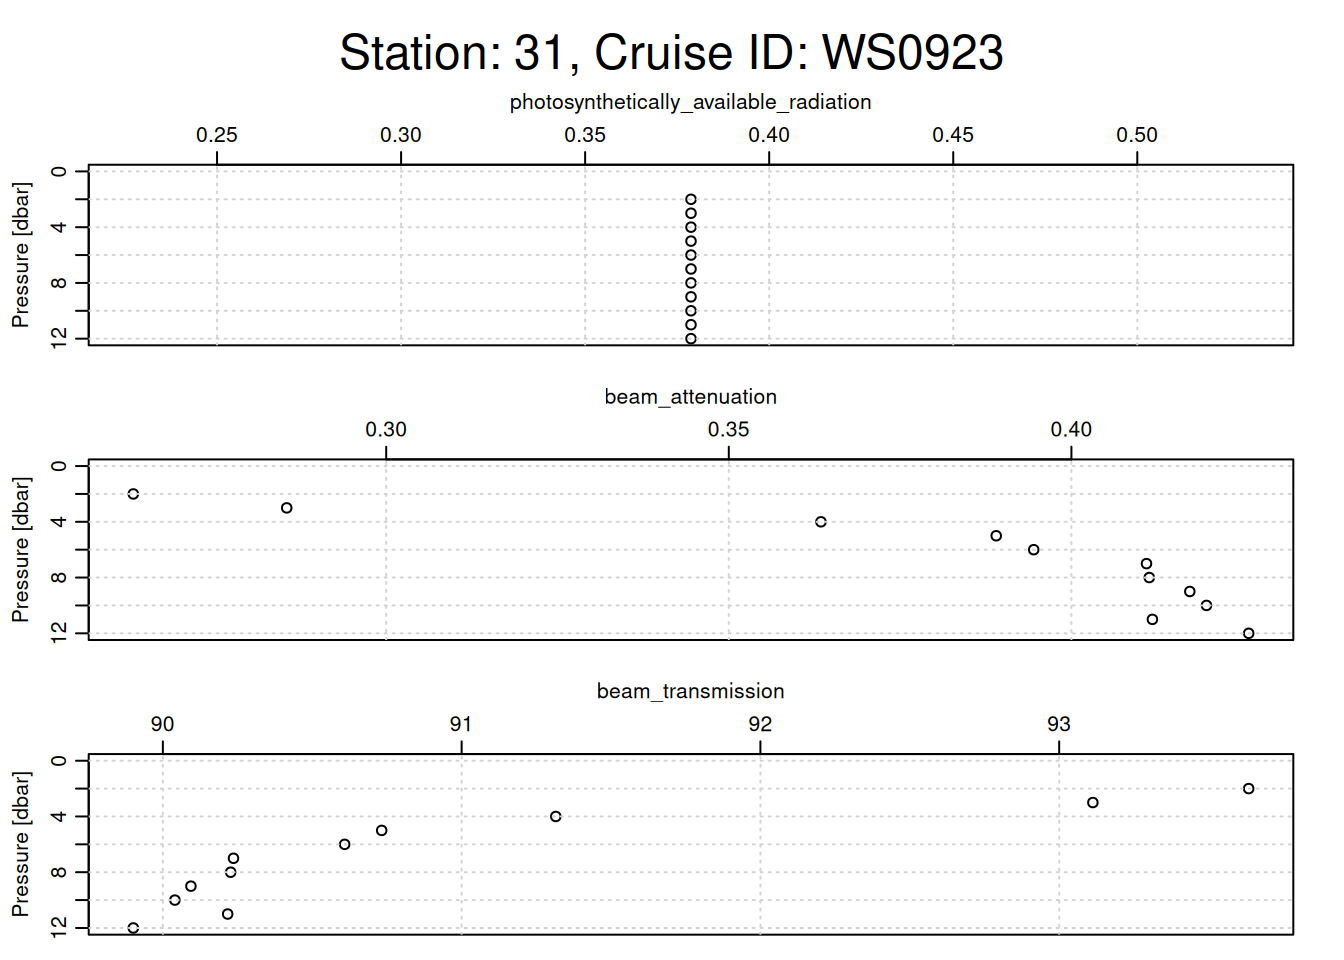 Station: 31, Cruise ID: WS0923
photosynthetically_available_radiation
0.25 0.30 0.35 0.40 0.45 0.50
Pressure [dbar]
0
4
8
12
beam_attenuation
0.30 0.35 0.40
Pressure [dbar]
0
4
8
12
beam_transmission
90 91 92 93
Pressure [dbar]
0
4
8
12